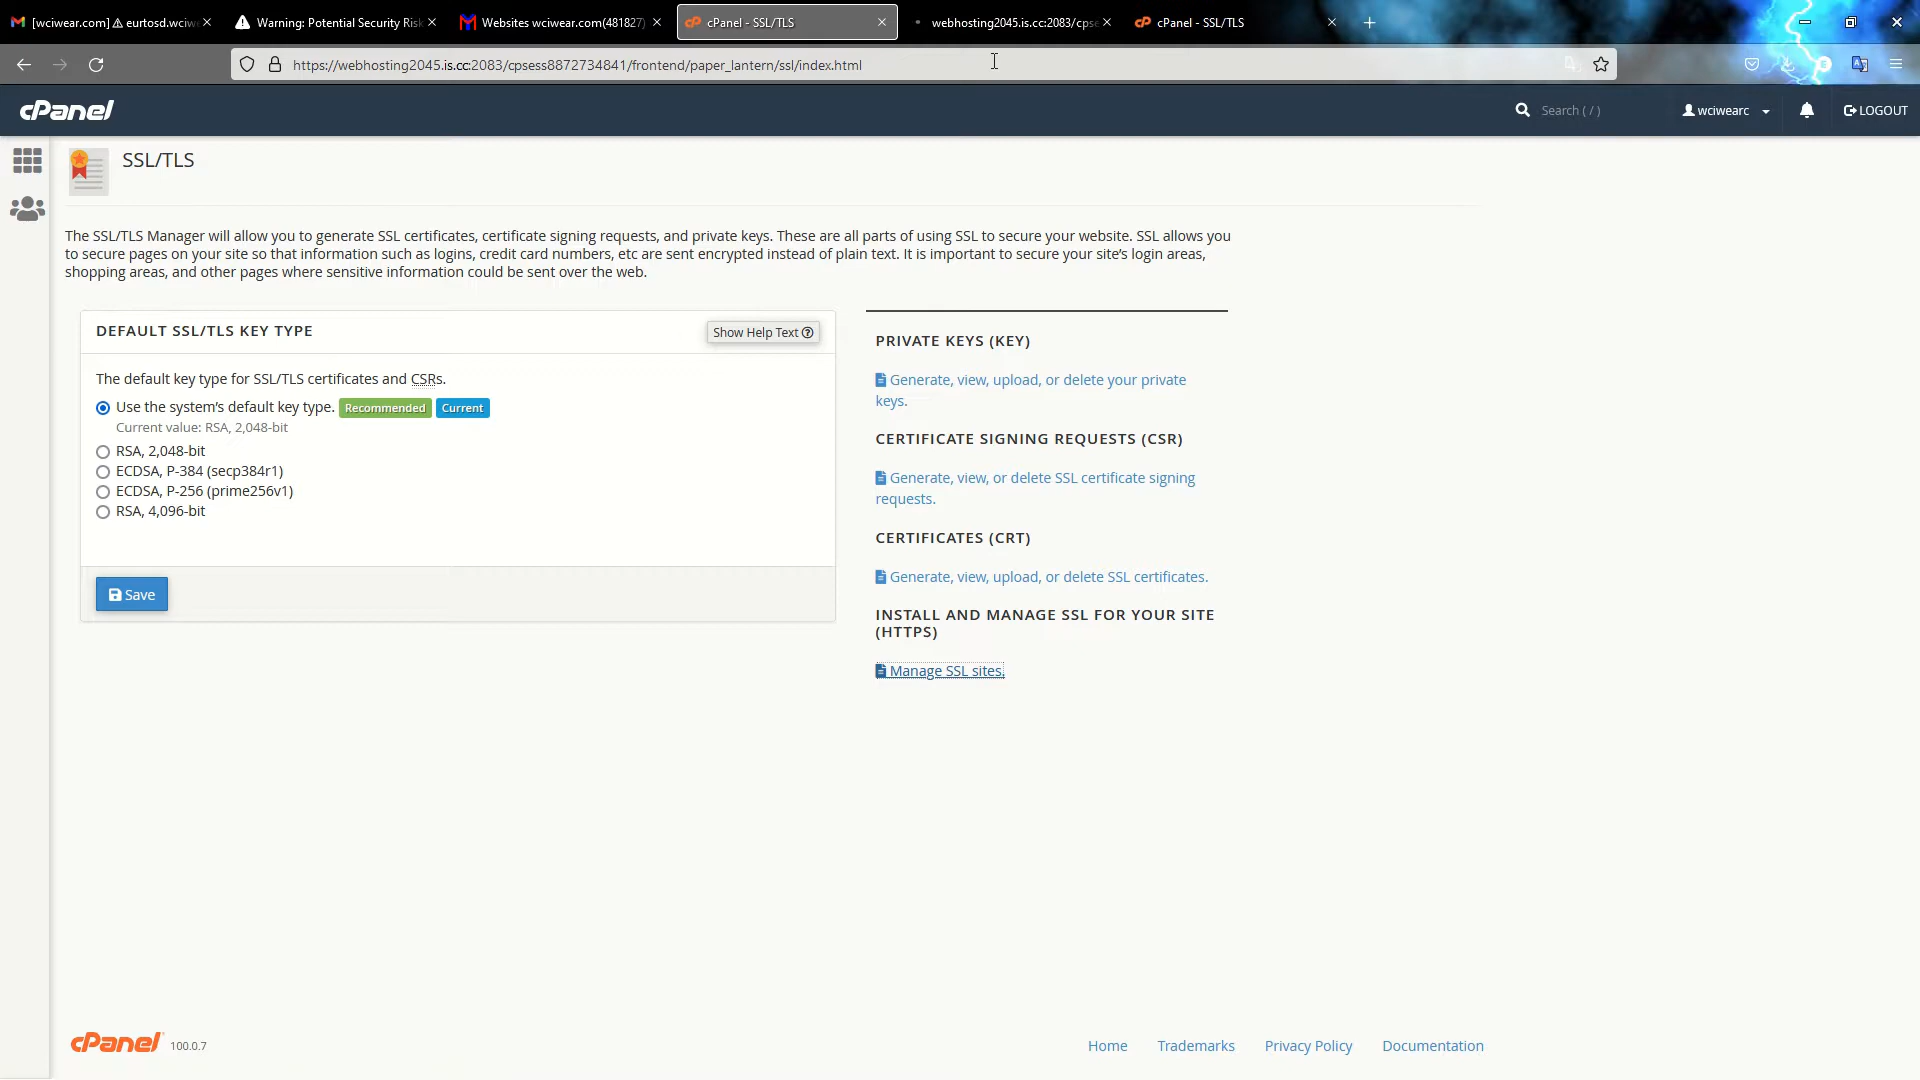 [wciwear.com] ⚠ eurtosd.wciw
Warning: Potential Security Risk
Websites wciwear.com(481827)
cPanel - SSL/TLS
webhosting2045.is.cc:2083/cpse
cPanel - SSL/TLS
https://webhosting2045.is.cc:2083/cpsess8872734841/frontend/paper_lantern/ssl/index.html
cPanel
Search ( / )
wciwearc
LOGOUT
SSL/TLS
The SSL/TLS Manager will allow you to generate SSL certificates, certificate signing requests, and private keys. These are all parts of using SSL to secure your website. SSL allows you
to secure pages on your site so that information such as logins, credit card numbers, etc are sent encrypted instead of plain text. It is important to secure your site's login areas,
shopping areas, and other pages where sensitive information could be sent over the web.
DEFAULT SSL/TLS KEY TYPE
Show Help Text
The default key type for SSL/TLS certificates and CSRs.
Use the system's default key type. Recommended Current
Current value: RSA, 2,048-bit
RSA, 2,048-bit
ECDSA, P-384 (secp384r1)
ECDSA, P-256 (prime256v1)
RSA, 4,096-bit
Save
PRIVATE KEYS (KEY)
Generate, view, upload, or delete your private
keys.
CERTIFICATE SIGNING REQUESTS (CSR)
Generate, view, or delete SSL certificate signing
requests.
CERTIFICATES (CRT)
Generate, view, upload, or delete SSL certificates.
INSTALL AND MANAGE SSL FOR YOUR SITE
(HTTPS)
Manage SSL sites.
cPanel 100.0.7
Home
Trademarks
Privacy Policy
Documentation